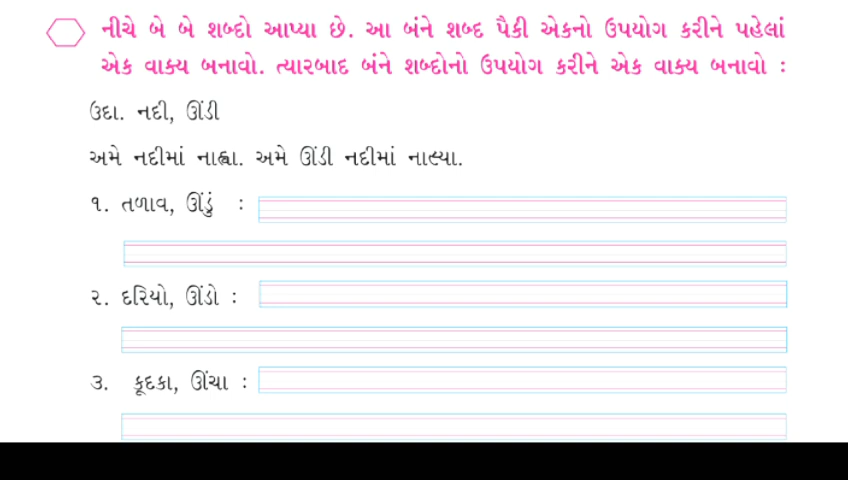 નીચે બે બે શબ્દો આપ્યા છે. આ બંને શબ્દ પૈકી એકનો ઉપયોગ કરીને પહેલાં
એક વાક્ય બનાવો. ત્યારબાદ બંને શબ્દોનો ઉપયોગ કરીને એક વાક્ય બનાવો :
ઉદા. નદી, ઊંડી
અમે નદીમાં નાહ્વા. અમે ઊંડી નદીમાં નાહ્યા.
૧. તળાવ, ઊંડું :
૨. દરિયો, ઊંડો :
૩. કૂદકા, ઊંચા :